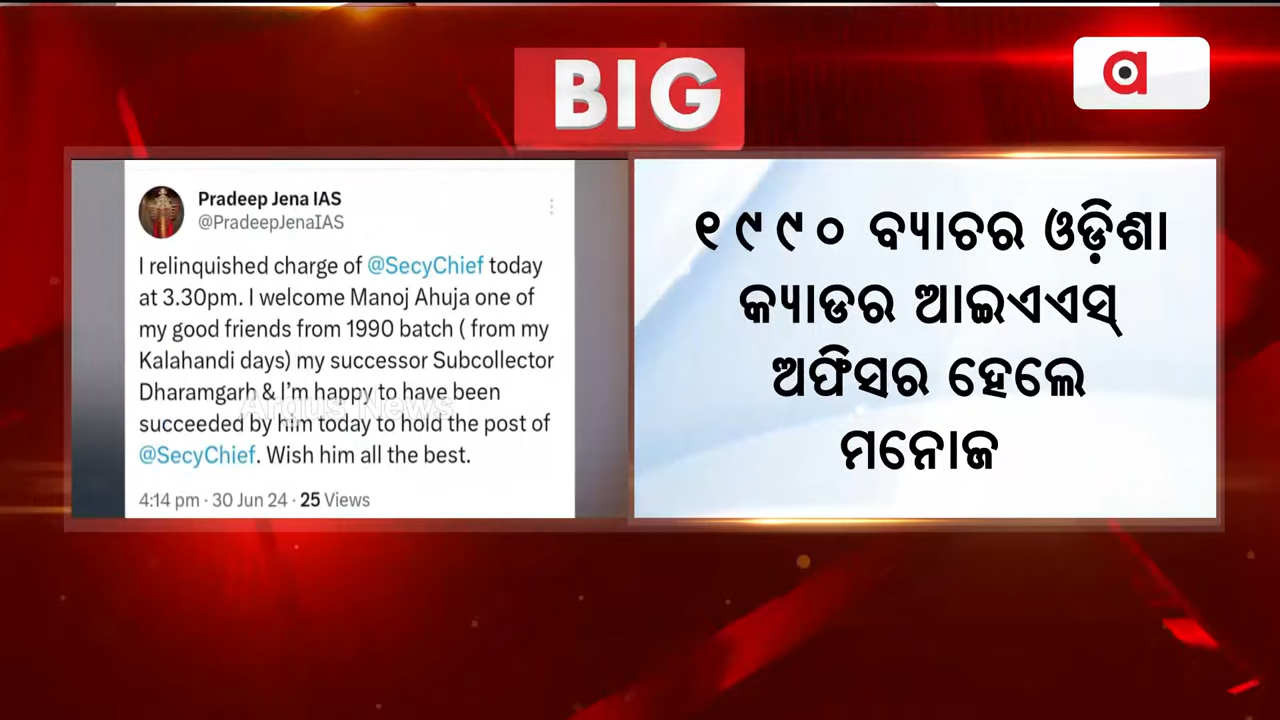 BIG
a
Pradeep Jena IAS
@PradeepJenaIAS
I relinquished charge of @SecyChief today
at 3.30pm. I welcome Manoj Ahuja one of
my good friends from 1990 batch ( from my
Kalahandi days) my successor Subcollector
Dharamgarh & I'm happy to have been
succeeded by him today to hold the post of
@SecyChief. Wish him all the best.
4:14 pm · 30 Jun 24 · 25 Views
Argus News
୧୯୯୦ ବ୍ୟାଚର ଓଡ଼ିଶା
କ୍ୟାଡର ଆଇଏଏସ୍
ଅଫିସର ହେଲେ
ମନୋଜ